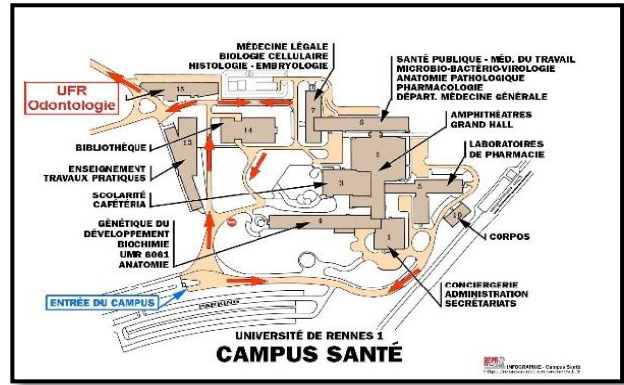 MÉDECINE LÉGALE
BIOLOGIE CELLULAIRE
HISTOLOGIE - EMBRYOLOGIE
SANTÉ PUBLIQUE - MÉD. DU TRAVAIL
MICROBIO-BACTÉRIO-VIROLOGIE
ANATOMIE PATHOLOGIQUE
PHARMACOLOGIE
DÉPART. MÉDECINE GÉNÉRALE
UFR
Odontologie
AMPHITHÉATRES
GRAND HALL
LABORATOIRES
DE PHARMACIE
BIBLIOTHÈQUE
ENSEIGNEMENT
TRAVAUX PRATIQUES
SCOLARITÉ
CAFÉTÉRIA
GÉNÉTIQUE DU
DÉVELOPPEMENT
BIOCHIMIE
UMR 6061
ANATOMIE
CORPOS
ENTRÉE DU CAMPUS
CONCIERGERIE
ADMINISTRATION
SECRÉTARIATS
PARKING
15
7
6
13
14
2
3
5
10
4
1
UNIVERSITÉ DE RENNES 1
CAMPUS SANTÉ
INFOGRAPHIE - Campus Santé